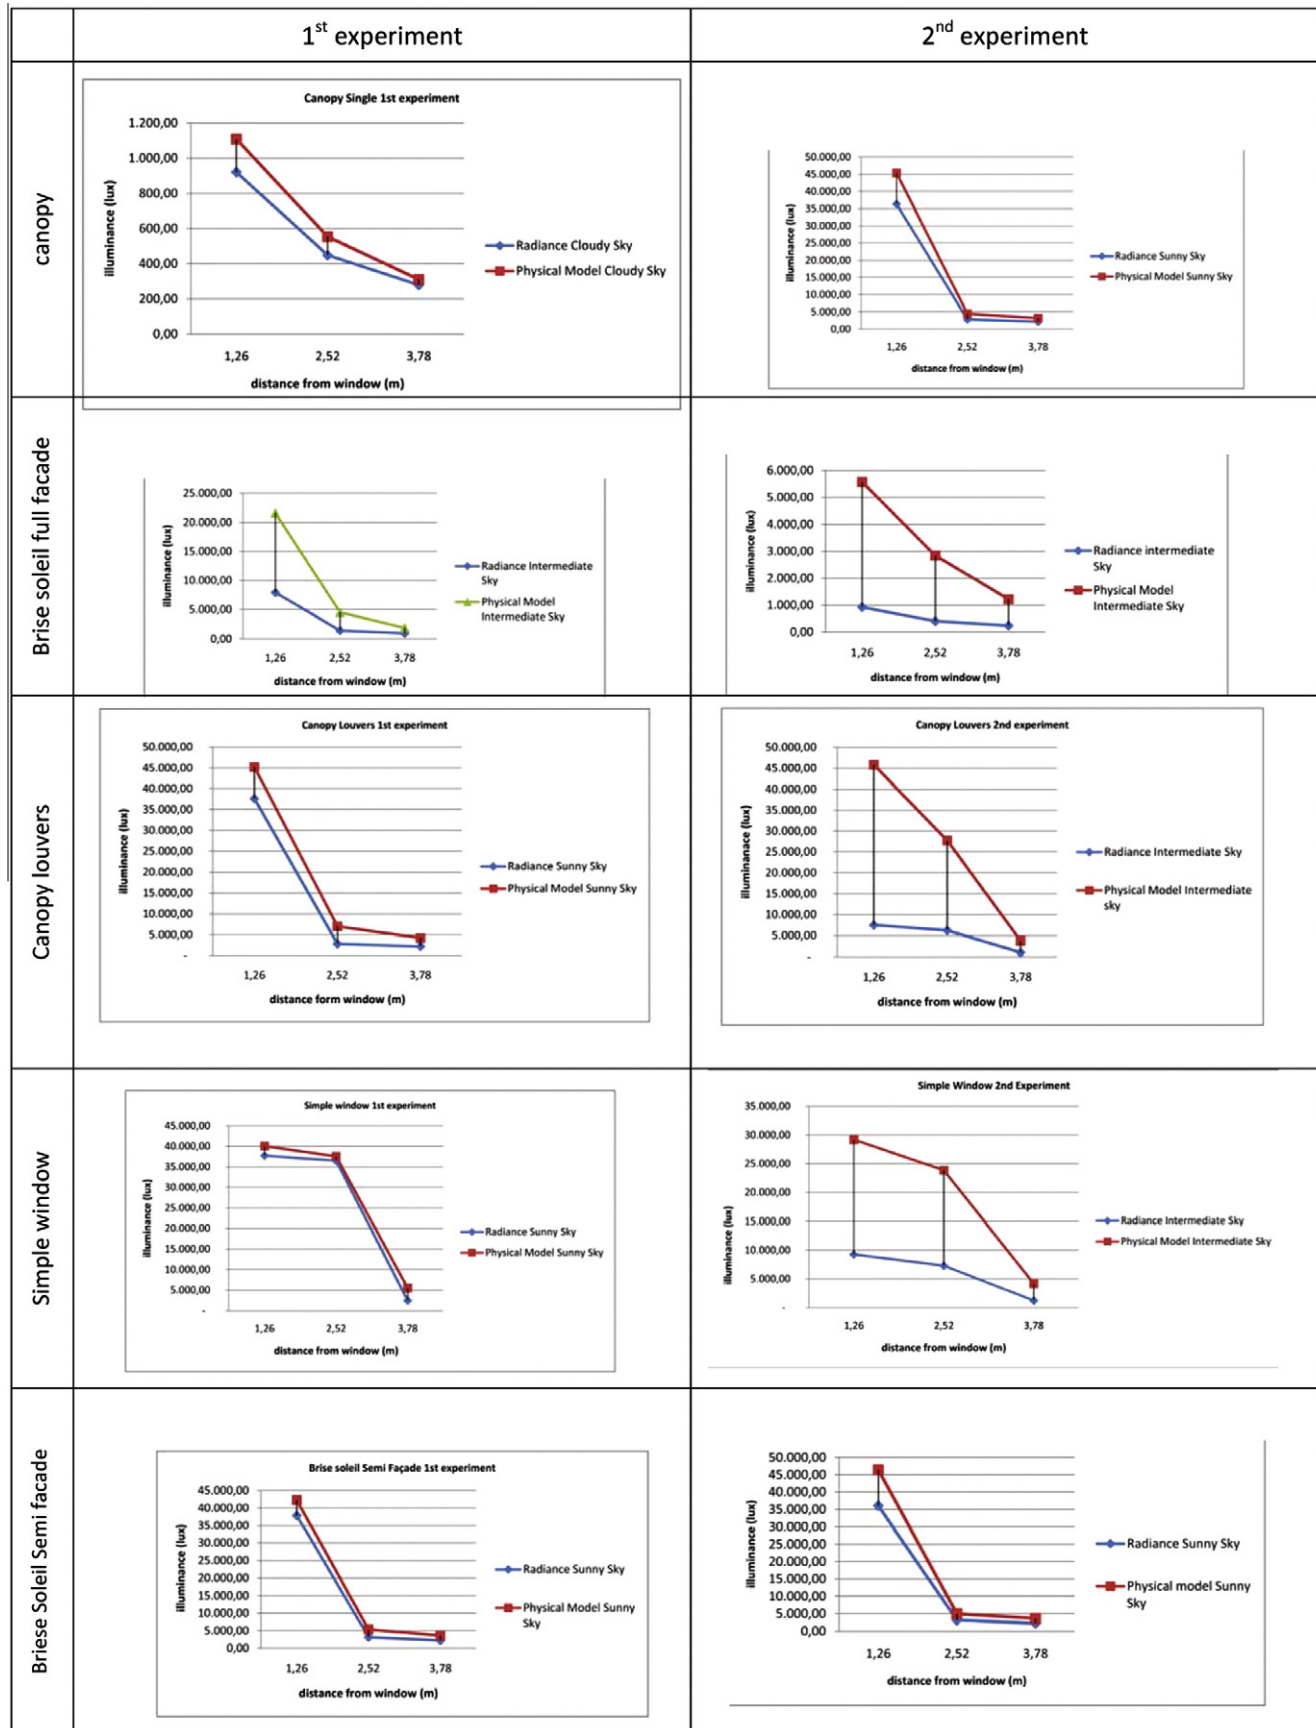 1st experiment
2nd experiment
canopy
Canopy Single 1st experiment
1.200,00
1.000,00
800,00
600,00
400,00
200,00
0,00
illuminance (lux)
1,26
2,52
3,78
distance from window (m)
Radiance Cloudy Sky
Physical Model Cloudy Sky
50.000,00
45.000,00
40.000,00
35.000,00
30.000,00
25.000,00
20.000,00
15.000,00
10.000,00
5.000,00
0,00
illuminance (lux)
1,26
2,52
3,78
distance from window (m)
Radiance Sunny Sky
Physical Model Sunny Sky
Brise soleil full facade
25.000,00
20.000,00
15.000,00
10.000,00
5.000,00
0,00
illuminance (lux)
1,26
2,52
3,78
distance from window (m)
Radiance Intermediate
Sky
Physical Model
Intermediate Sky
6.000,00
5.000,00
4.000,00
3.000,00
2.000,00
1.000,00
0,00
illuminance (lux)
1,26
2,52
3,78
distance from window (m)
Radiance intermediate
Sky
Physical Model
Intermediate Sky
Canopy louvers
Canopy Louvers 1st experiment
50.000,00
45.000,00
40.000,00
35.000,00
30.000,00
25.000,00
20.000,00
15.000,00
10.000,00
5.000,00
-
illuminance (lux)
1,26
2,52
3,78
distance form window (m)
Radiance Sunny Sky
Physical Model Sunny Sky
Canopy Louvers 2nd experiment
50.000,00
45.000,00
40.000,00
35.000,00
30.000,00
25.000,00
20.000,00
15.000,00
10.000,00
5.000,00
-
illuminanace (lux)
1,26
2,52
3,78
distance from window (m)
Radiance Intermediate Sky
Physical Model Intermediate
sky
Simple window
Simple window 1st experiment
45.000,00
40.000,00
35.000,00
30.000,00
25.000,00
20.000,00
15.000,00
10.000,00
5.000,00
-
illuminance (lux)
1,26
2,52
3,78
distance from window (m)
Radiance Sunny Sky
Physical Model Sunny Sky
Simple Window 2nd Experiment
35.000,00
30.000,00
25.000,00
20.000,00
15.000,00
10.000,00
5.000,00
-
illuminance (lux)
1,26
2,52
3,78
distance from window (m)
Radiance Intermediate Sky
Physical Model Intermediate Sky
Briese Soleil Semi facade
Brise soleil Semi Façade 1st experiment
45.000,00
40.000,00
35.000,00
30.000,00
25.000,00
20.000,00
15.000,00
10.000,00
5.000,00
0,00
illuminance (lux)
1,26
2,52
3,78
distance from window (m)
Radiance Sunny Sky
Physical Model Sunny
Sky
50.000,00
45.000,00
40.000,00
35.000,00
30.000,00
25.000,00
20.000,00
15.000,00
10.000,00
5.000,00
0,00
illuminance (lux)
1,26
2,52
3,78
distance from window (m)
Radiance Sunny Sky
Physical model Sunny
Sky